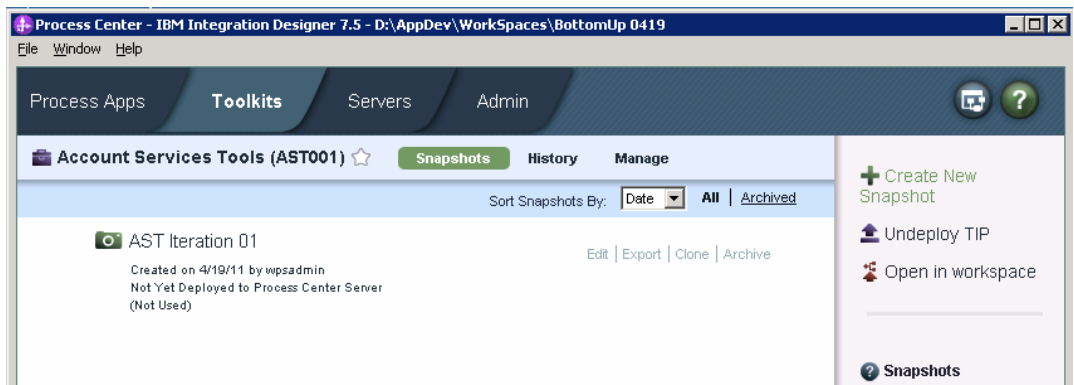 Process Center - IBM Integration Designer 7.5 - D:\AppDev\WorkSpaces\BottomUp 0419
File Window Help
Process Apps Toolkits Servers Admin
?
Account Services Tools (AST001) Snapshots History Manage
Sort Snapshots By: Date All | Archived
AST Iteration 01
Edit | Export | Clone | Archive
Created on 4/19/11 by wpsadmin
Not Yet Deployed to Process Center Server
(Not Used)
Create New
Snapshot
Undeploy TIP
Open in workspace
? Snapshots